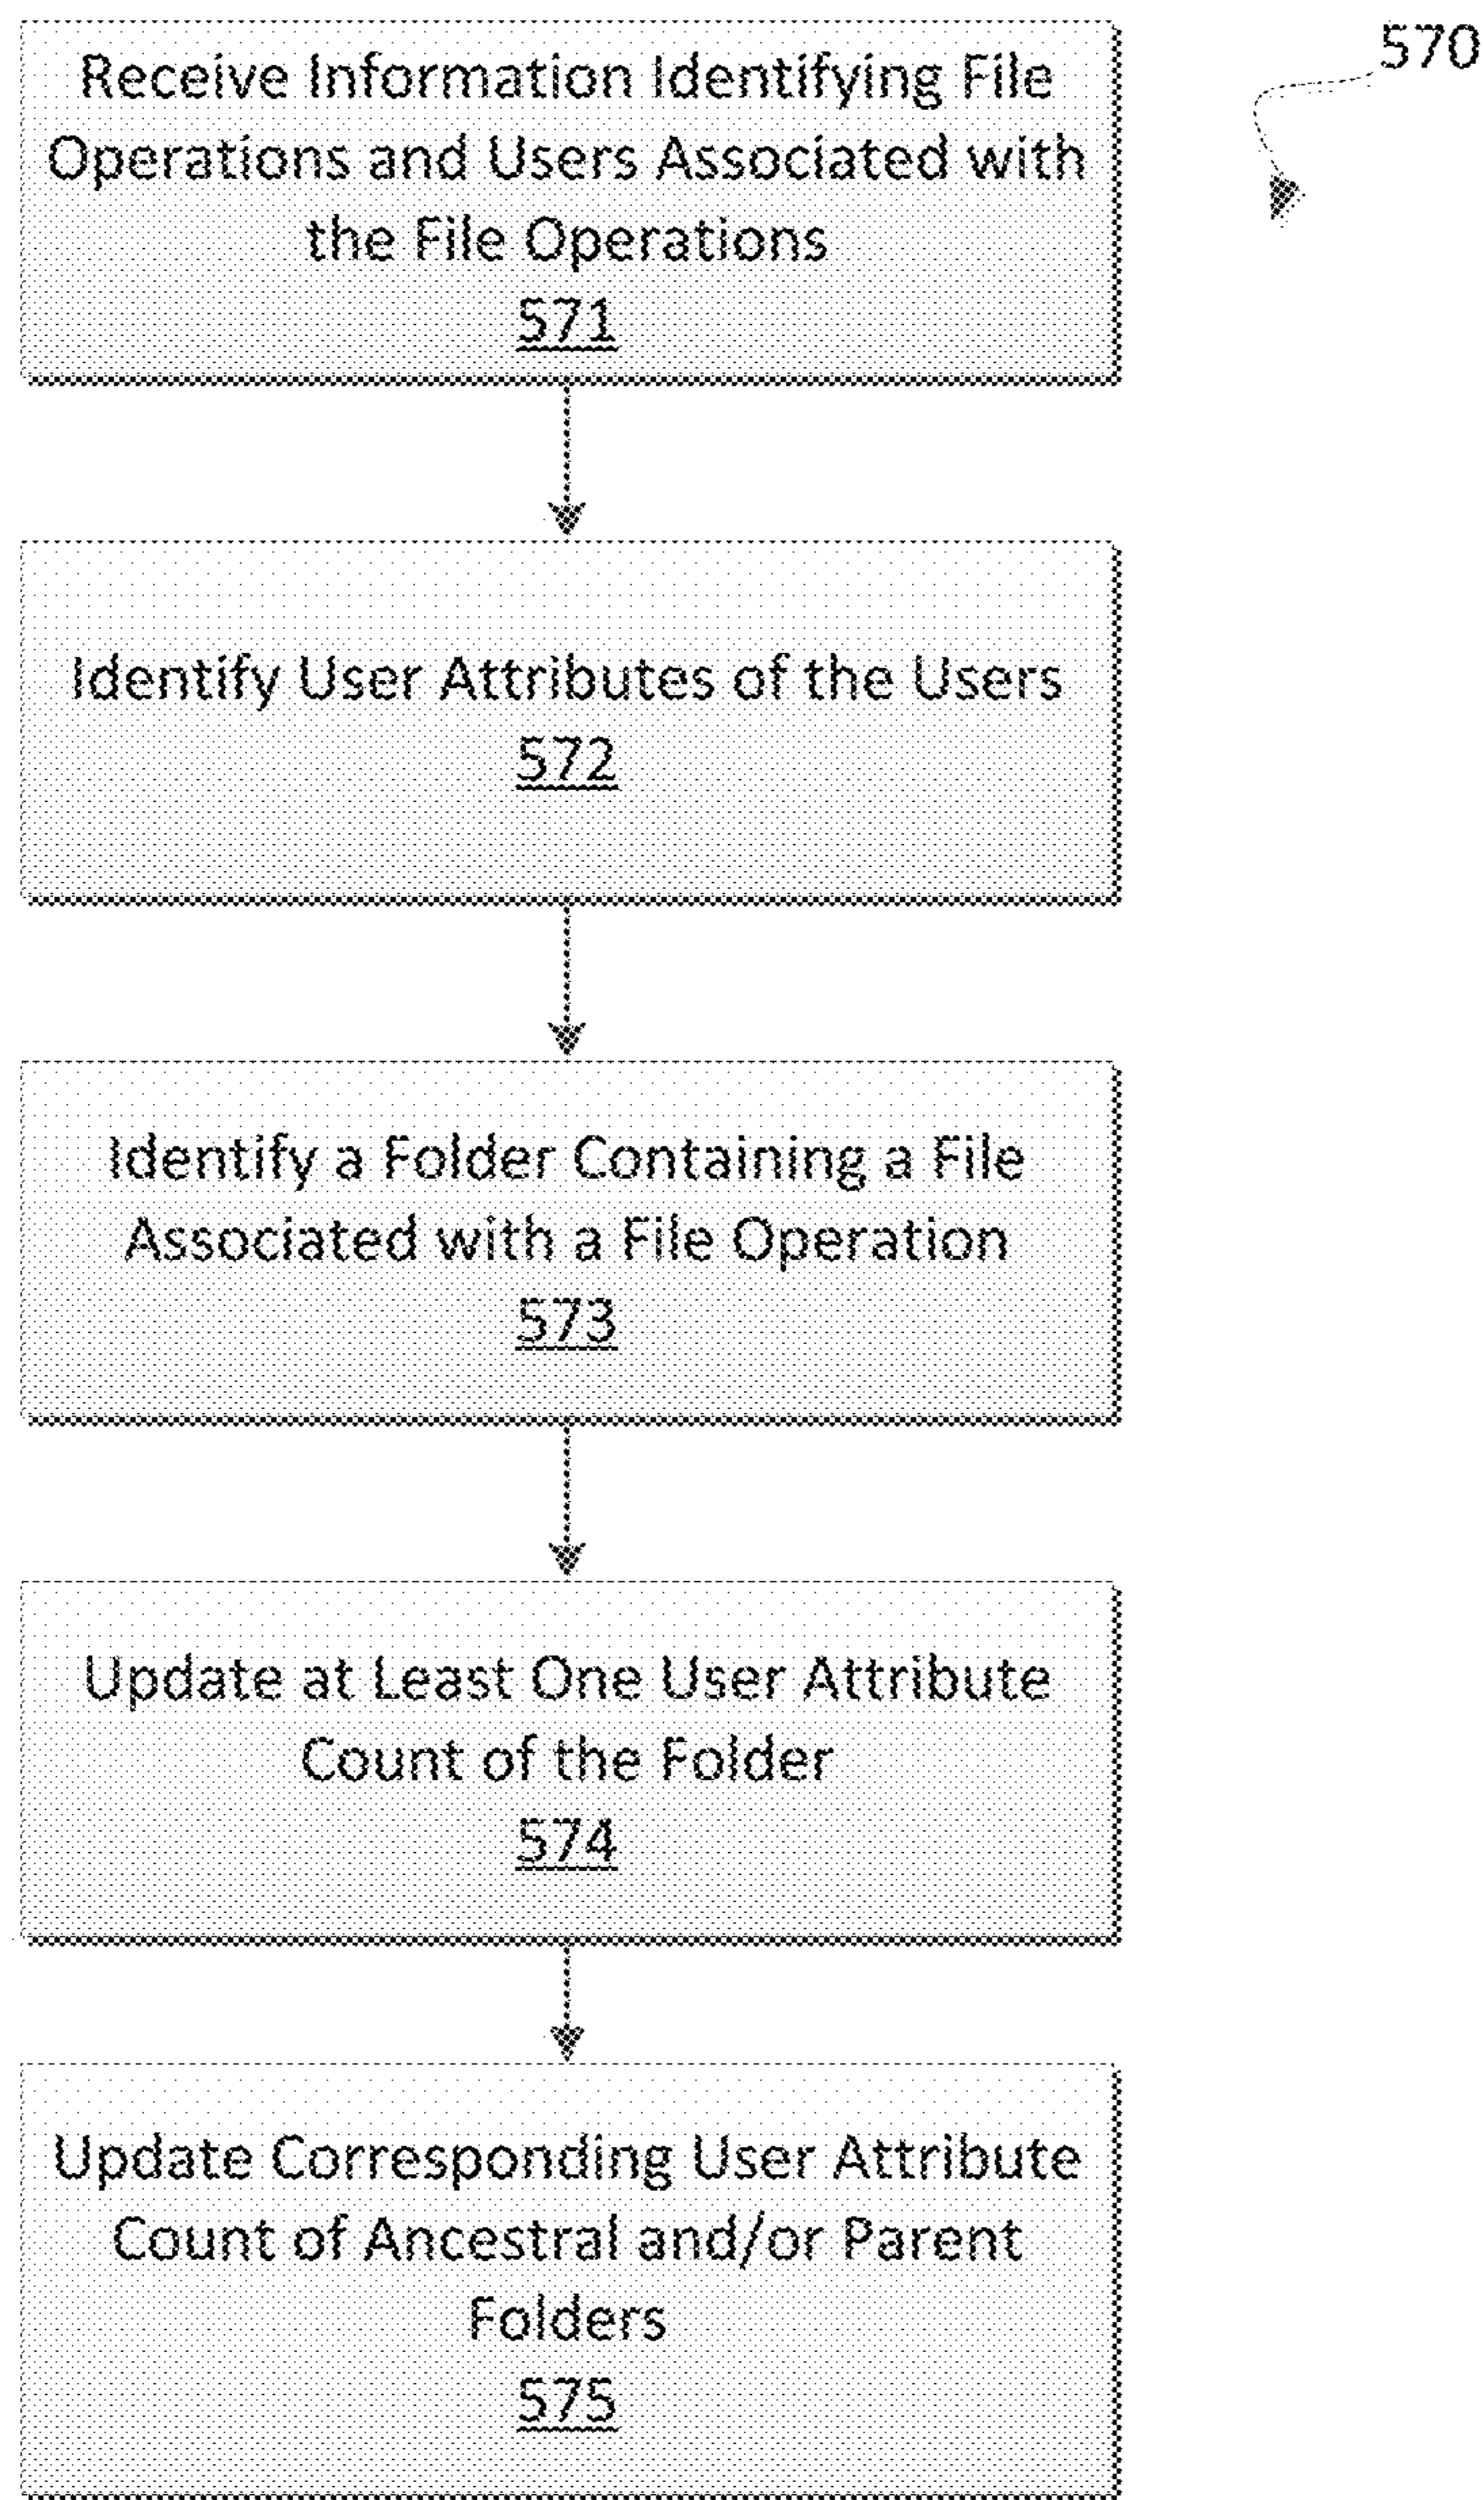 570
Receive Information Identifying File
Operations and Users Associated with
the File Operations
571
Identify User Attributes of the Users
572
Identify a Folder Containing a File
Associated with a File Operation
573
Update at Least One User Attribute
Count of the Folder
574
Update Corresponding User Attribute
Count of Ancestral and/or Parent
Folders
575